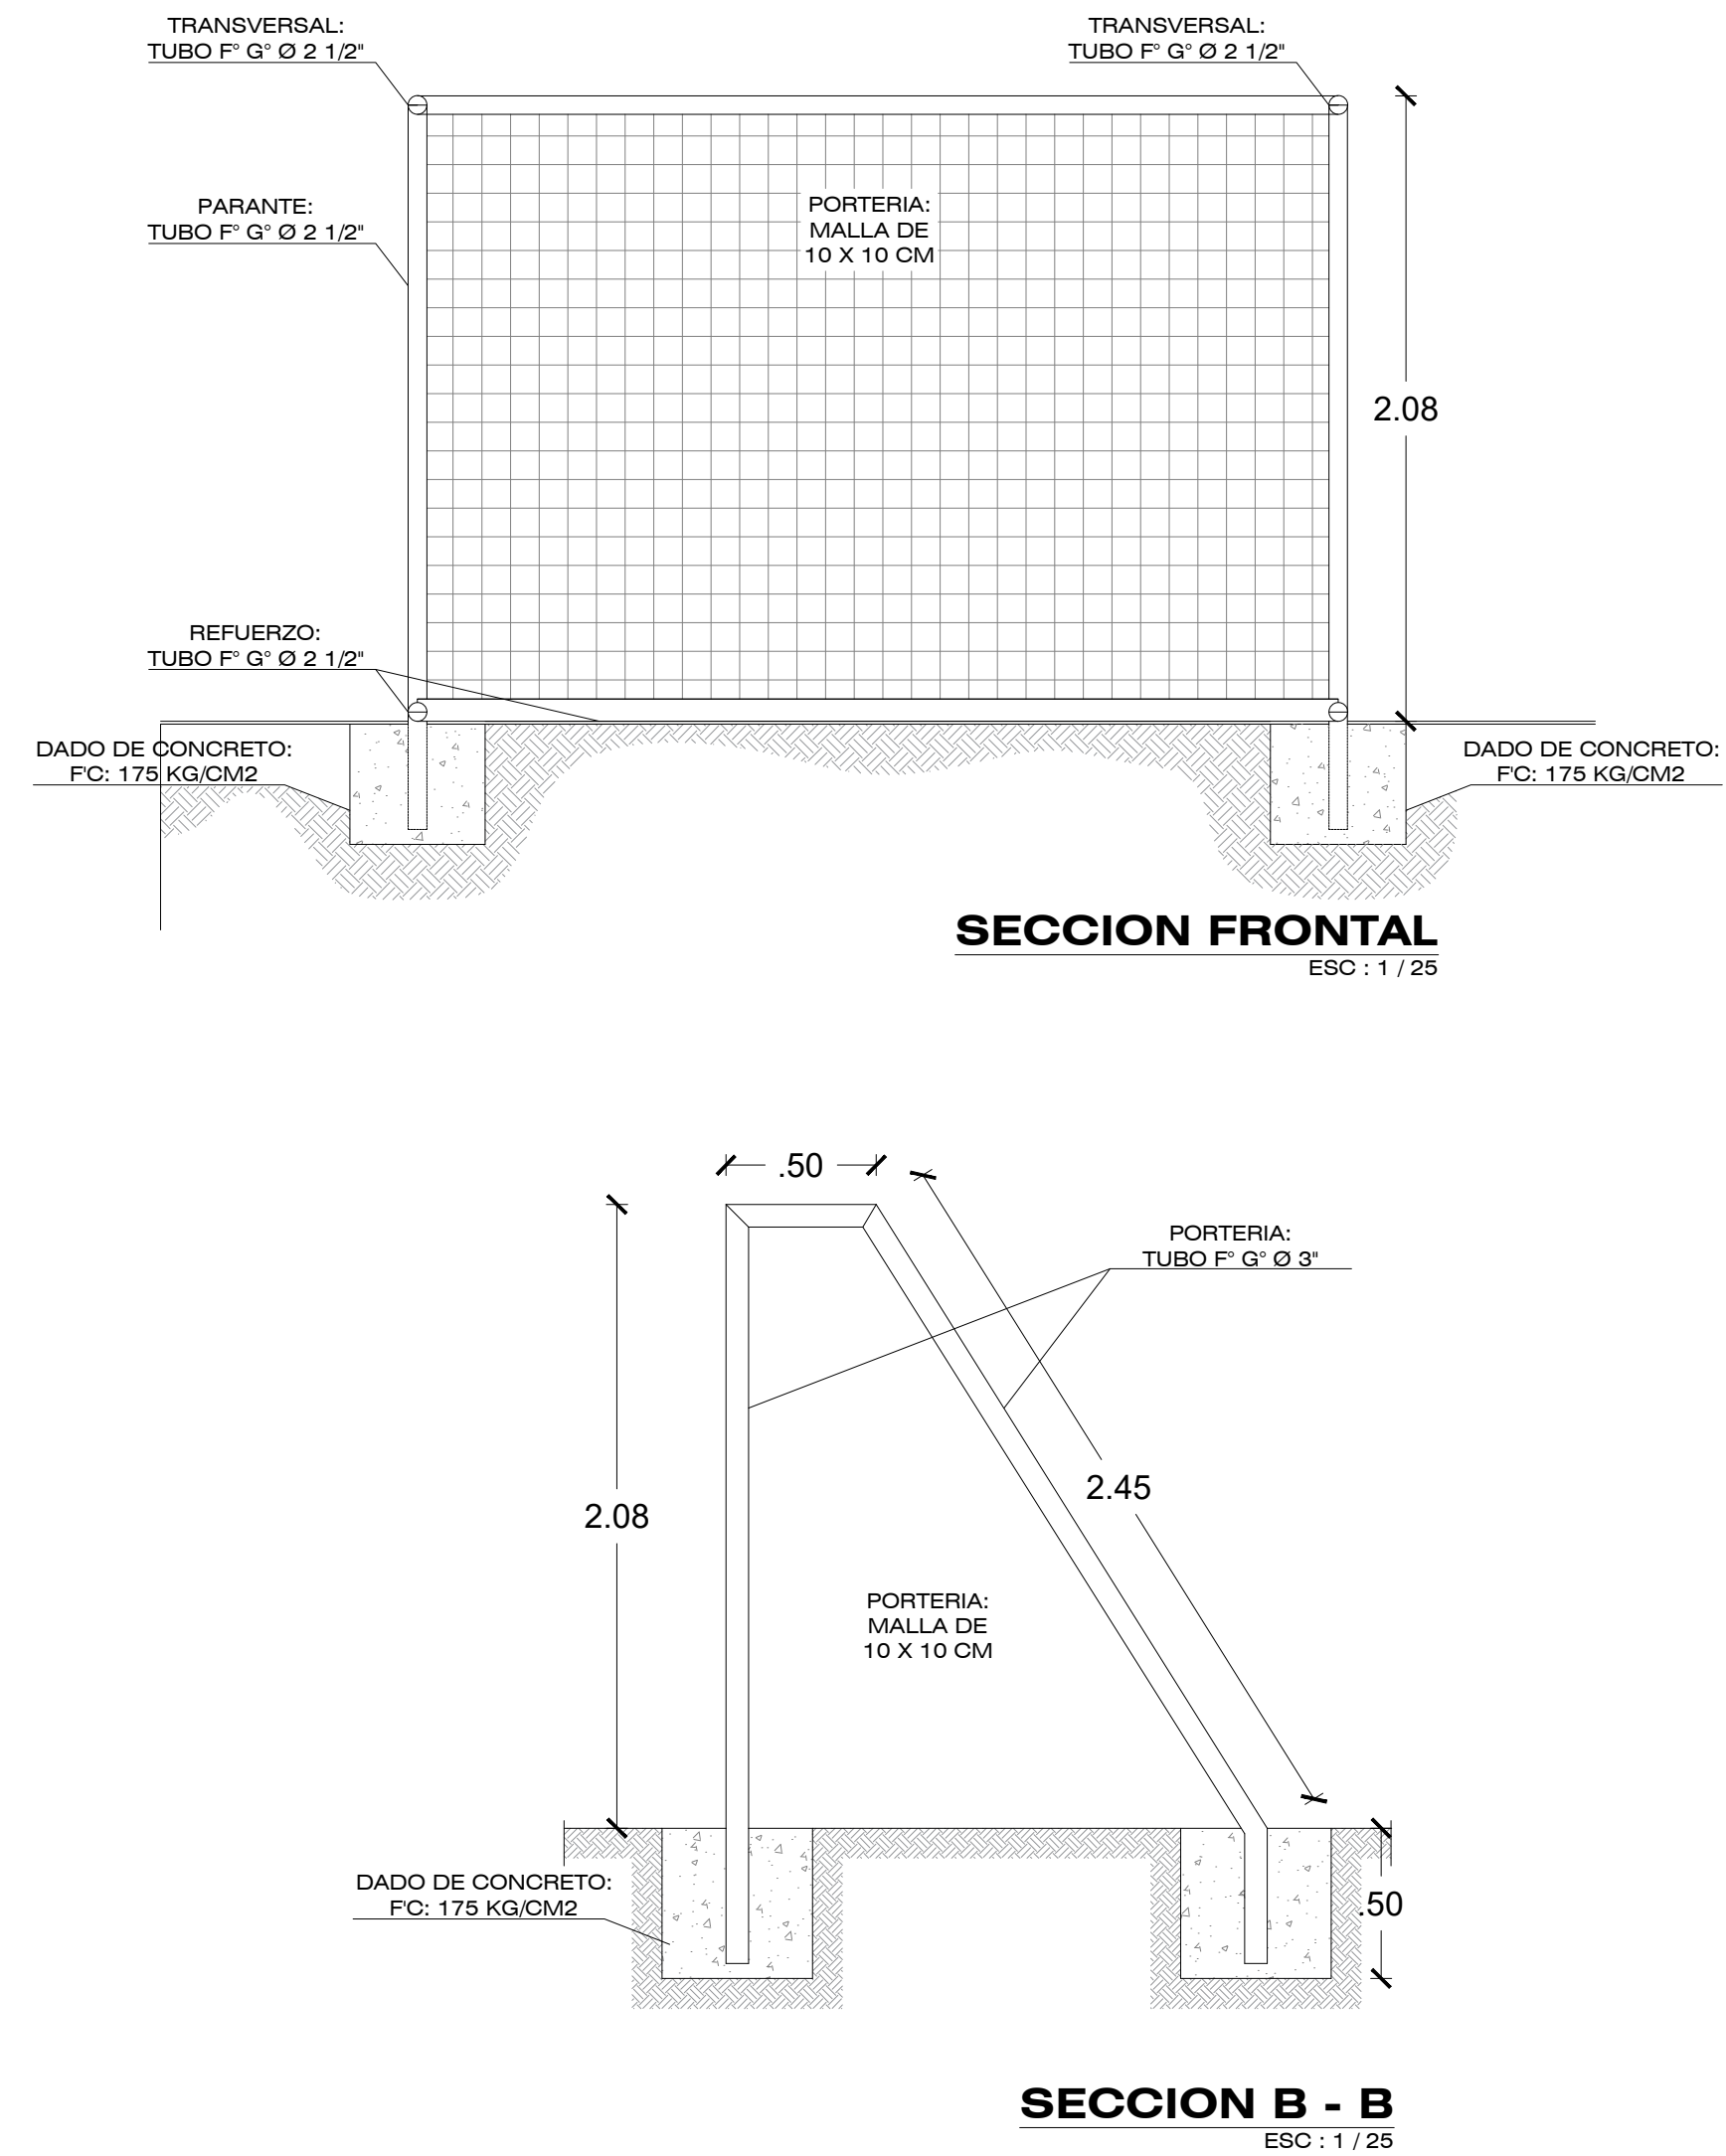 TRANSVERSAL:
TUBO F° G° Ø 2 1/2"
TRANSVERSAL:
TUBO F° G° Ø 2 1/2"
PARANTE:
TUBO F° G° Ø 2 1/2"
PORTERIA:
MALLA DE
10 X 10 CM
2.08
REFUERZO:
TUBO F° G° Ø 2 1/2"
DADO DE CONCRETO:
F'C: 175 KG/CM2
DADO DE CONCRETO:
F'C: 175 KG/CM2
SECCION FRONTAL
ESC : 1 / 25
.50
PORTERIA:
TUBO F° G° Ø 3"
2.45
2.08
PORTERIA:
MALLA DE
10 X 10 CM
DADO DE CONCRETO:
F'C: 175 KG/CM2
.50
SECCION B - B
ESC : 1 / 25